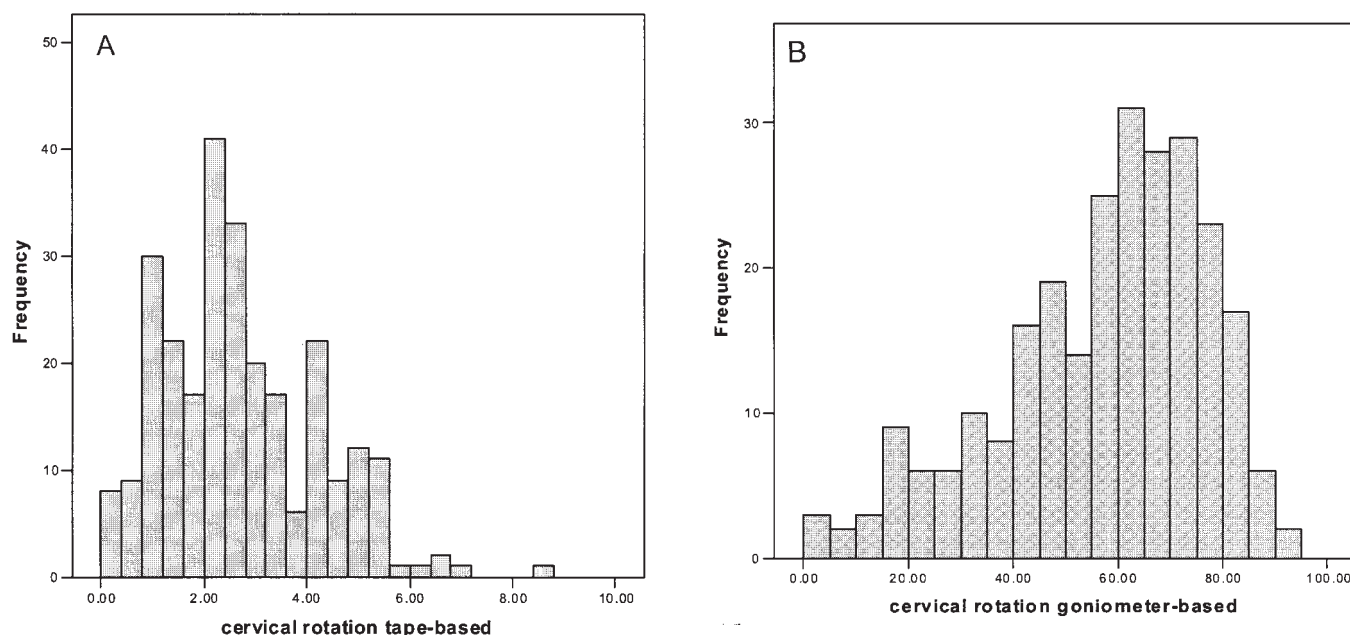 A
50
40
30
20
10
0
Frequency
0.00 2.00 4.00 6.00 8.00 10.00
cervical rotation tape-based
B
30
20
10
0
Frequency
0.00 20.00 40.00 60.00 80.00 100.00
cervical rotation goniometer-based